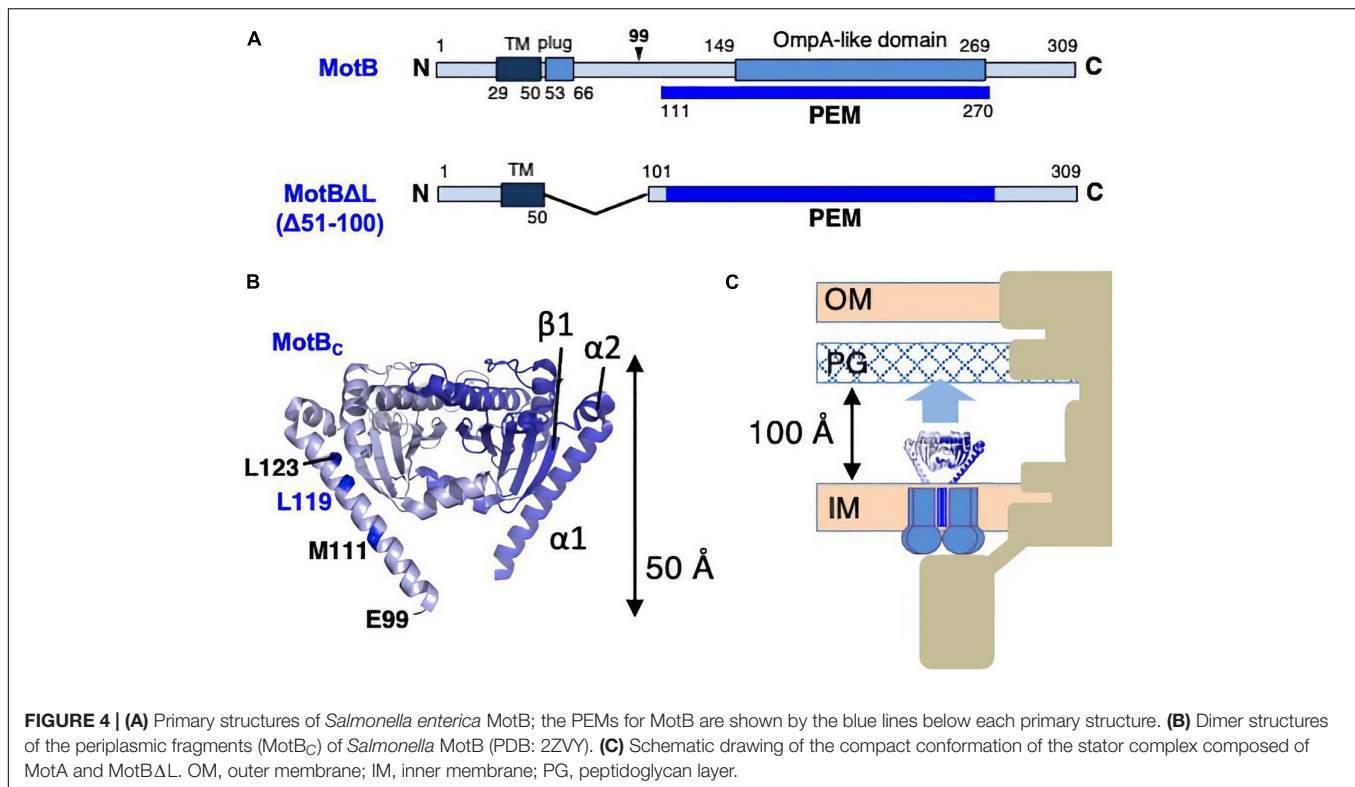 A
1
TM plug
99
149
OmpA-like domain
269
309
MotB
N
C
29
50
53
66
111
PEM
270
1
TM
101
309
MotBΔL
(Δ51-100)
N
C
50
PEM
B
MotBC
β1
α2
L123
L119
M111
α1
E99
50 Å
C
OM
PG
100 Å
IM
FIGURE 4 | (A) Primary structures of Salmonella enterica MotB; the PEMs for MotB are shown by the blue lines below each primary structure. (B) Dimer structures
of the periplasmic fragments (MotBC) of Salmonella MotB (PDB: 2ZVY). (C) Schematic drawing of the compact conformation of the stator complex composed of
MotA and MotBΔL. OM, outer membrane; IM, inner membrane; PG, peptidoglycan layer.